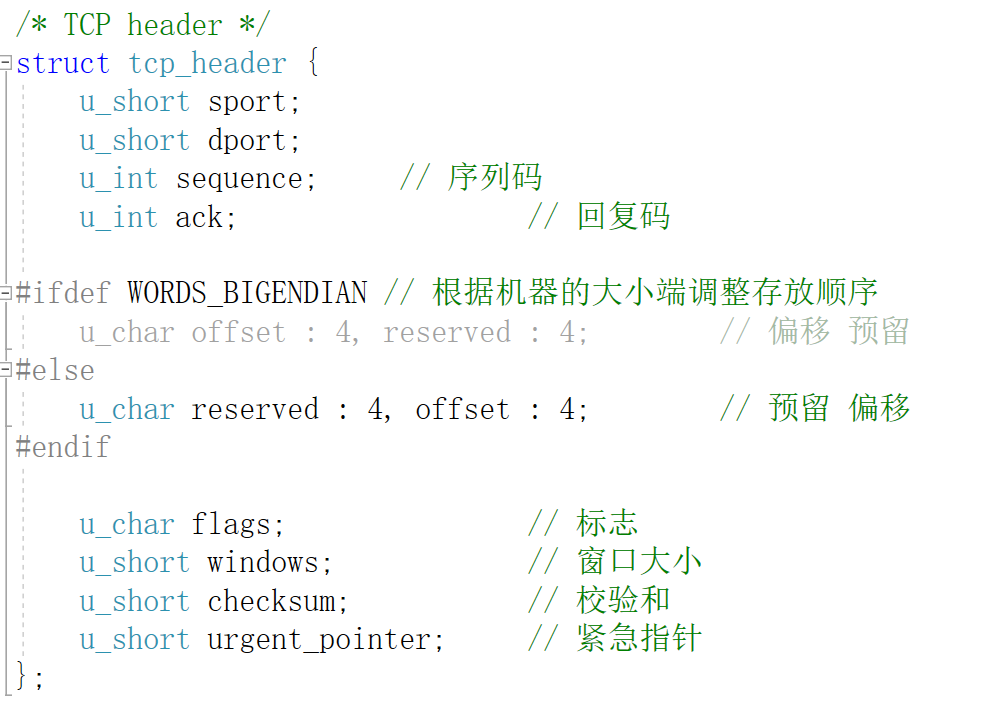 /* TCP header */
struct tcp_header {
    u_short sport;
    u_short dport;
    u_int sequence;     // 序列码
    u_int ack;                  // 回复码
#ifdef WORDS_BIGENDIAN // 根据机器的大小端调整存放顺序
    u_char offset : 4, reserved : 4;        // 偏移 预留
#else
    u_char reserved : 4, offset : 4;        // 预留 偏移
#endif
    u_char flags;               // 标志
    u_short windows;            // 窗口大小
    u_short checksum;           // 校验和
    u_short urgent_pointer;     // 紧急指针
};